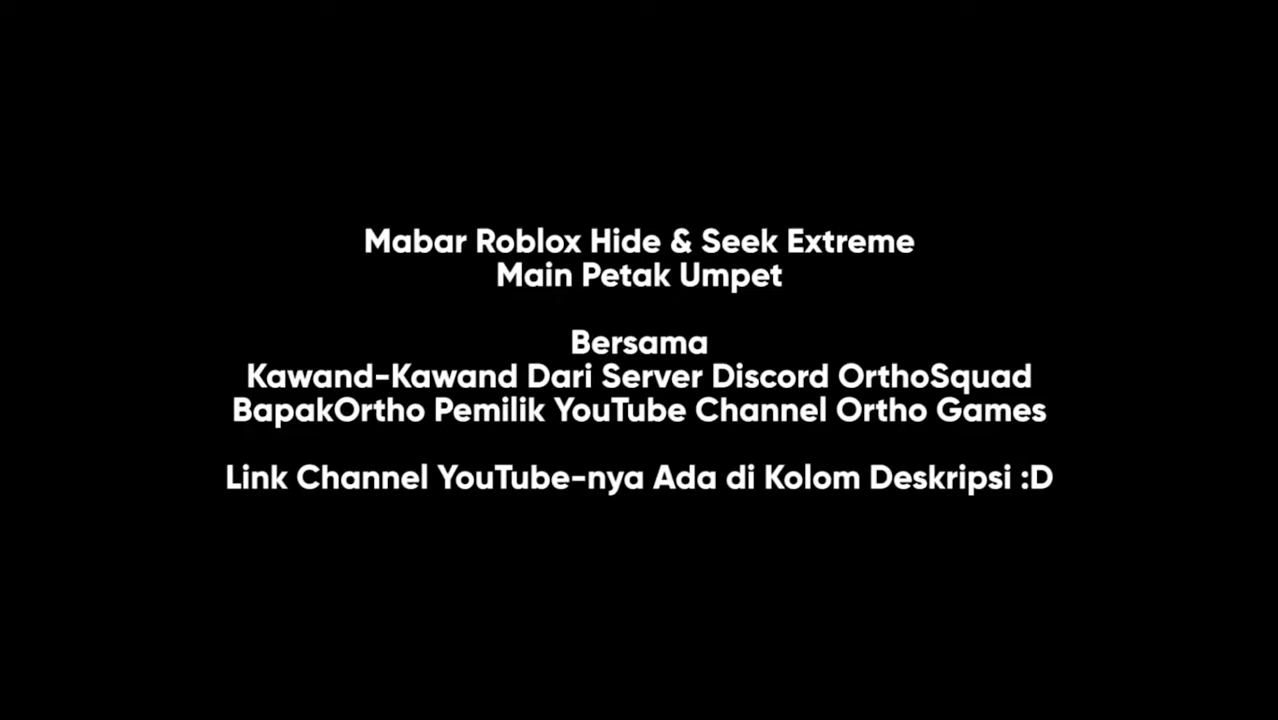 Mabar Roblox Hide & Seek Extreme
Main Petak Umpet
Bersama
Kawand-Kawand Dari Server Discord OrthoSquad
BapakOrtho Pemilik YouTube Channel Ortho Games
Link Channel YouTube-nya Ada di Kolom Deskripsi :D